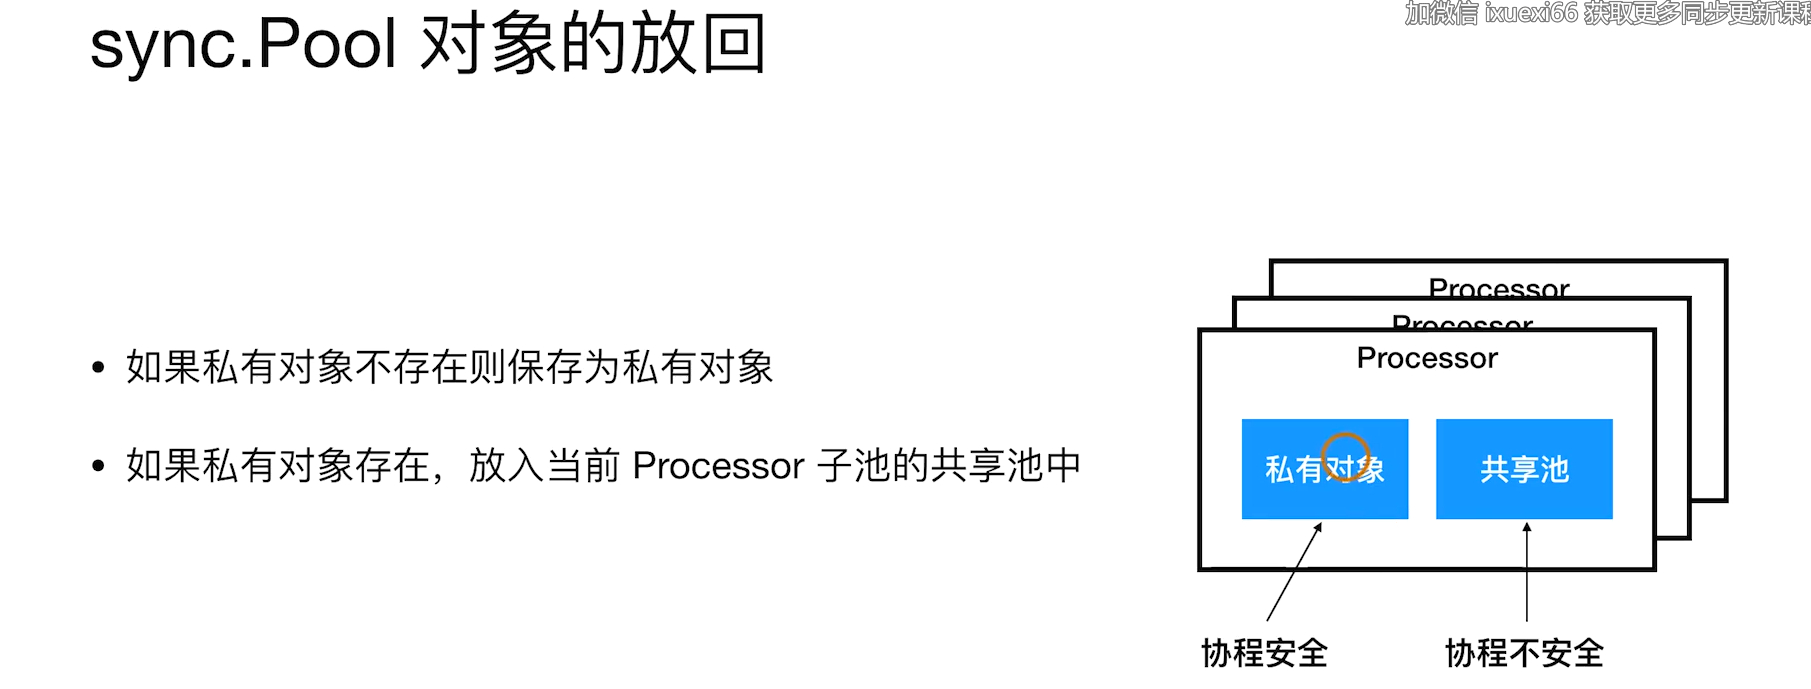 加微信 ixuexi66 获取更多同步更新课程
sync.Pool 对象的放回
• 如果私有对象不存在则保存为私有对象
• 如果私有对象存在，放入当前 Processor 子池的共享池中
Processor
Processor
Processor
私有对象
共享池
协程安全
协程不安全